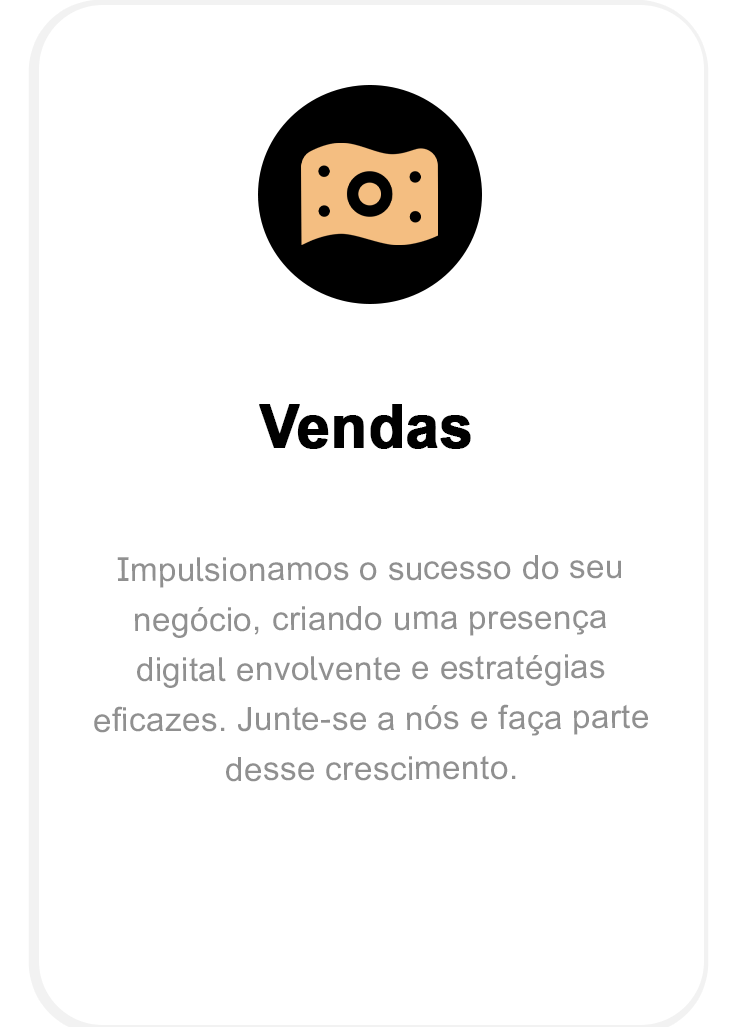 Vendas
Impulsionamos o sucesso do seu
negócio, criando uma presença
digital envolvente e estratégias
eficazes. Junte-se a nós e faça parte
desse crescimento.